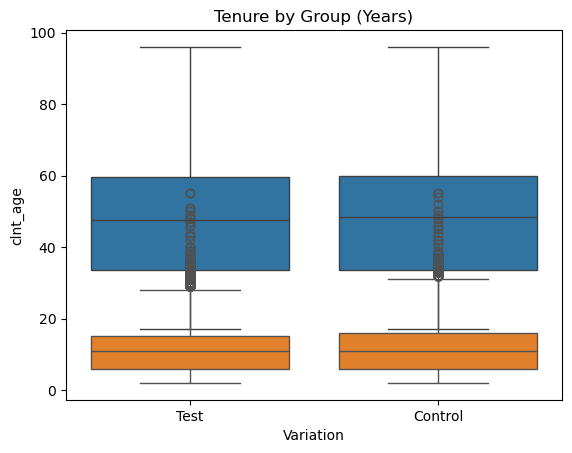 Tenure by Group (Years)
100
80
60
40
20
0
clnt_age
Test
Control
Variation